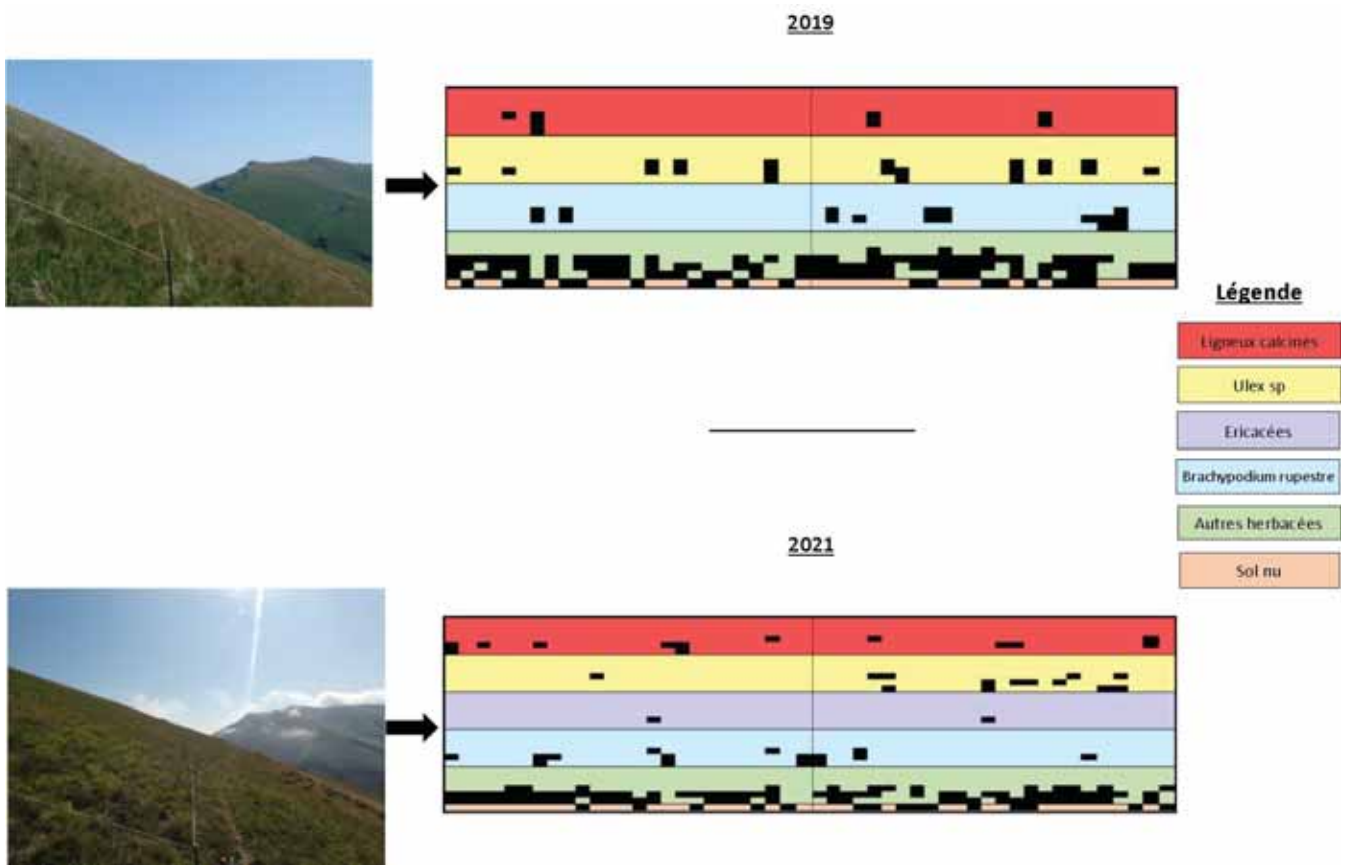 2019
Légende
Ligneux calcinés
Ulex sp
Ericacées
Brachypodium rupestre
Autres herbacées
Sol nu
2021